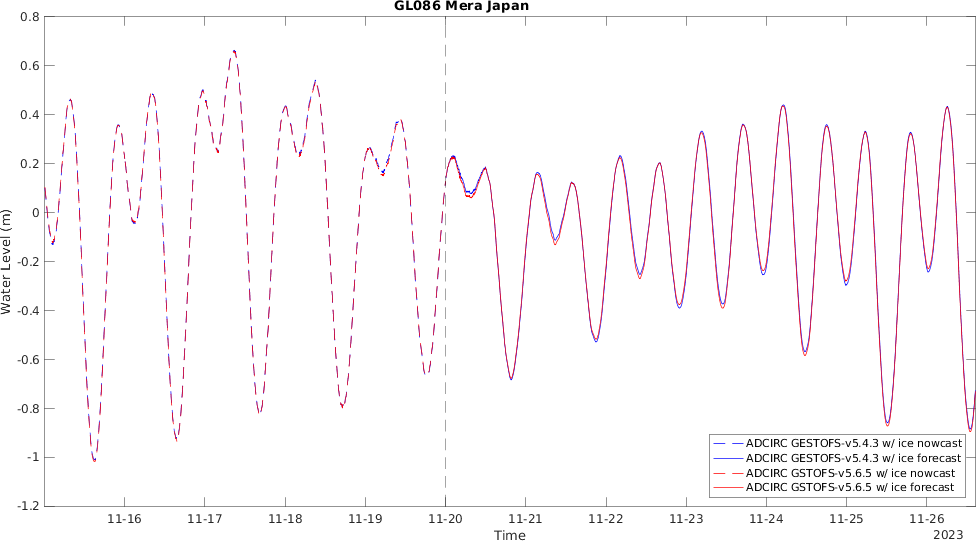 GL086 Mera Japan
0.8
0.6
0.4
0.2
0
-0.2
-0.4
-0.6
-0.8
-1
-1.2
Water Level (m)
ADCIRC GESTOFS-v5.4.3 w/ ice nowcast
ADCIRC GESTOFS-v5.4.3 w/ ice forecast
ADCIRC GSTOFS-v5.6.5 w/ ice nowcast
ADCIRC GSTOFS-v5.6.5 w/ ice forecast
11-16 11-17 11-18 11-19 11-20 11-21 11-22 11-23 11-24 11-25 11-26
Time
2023